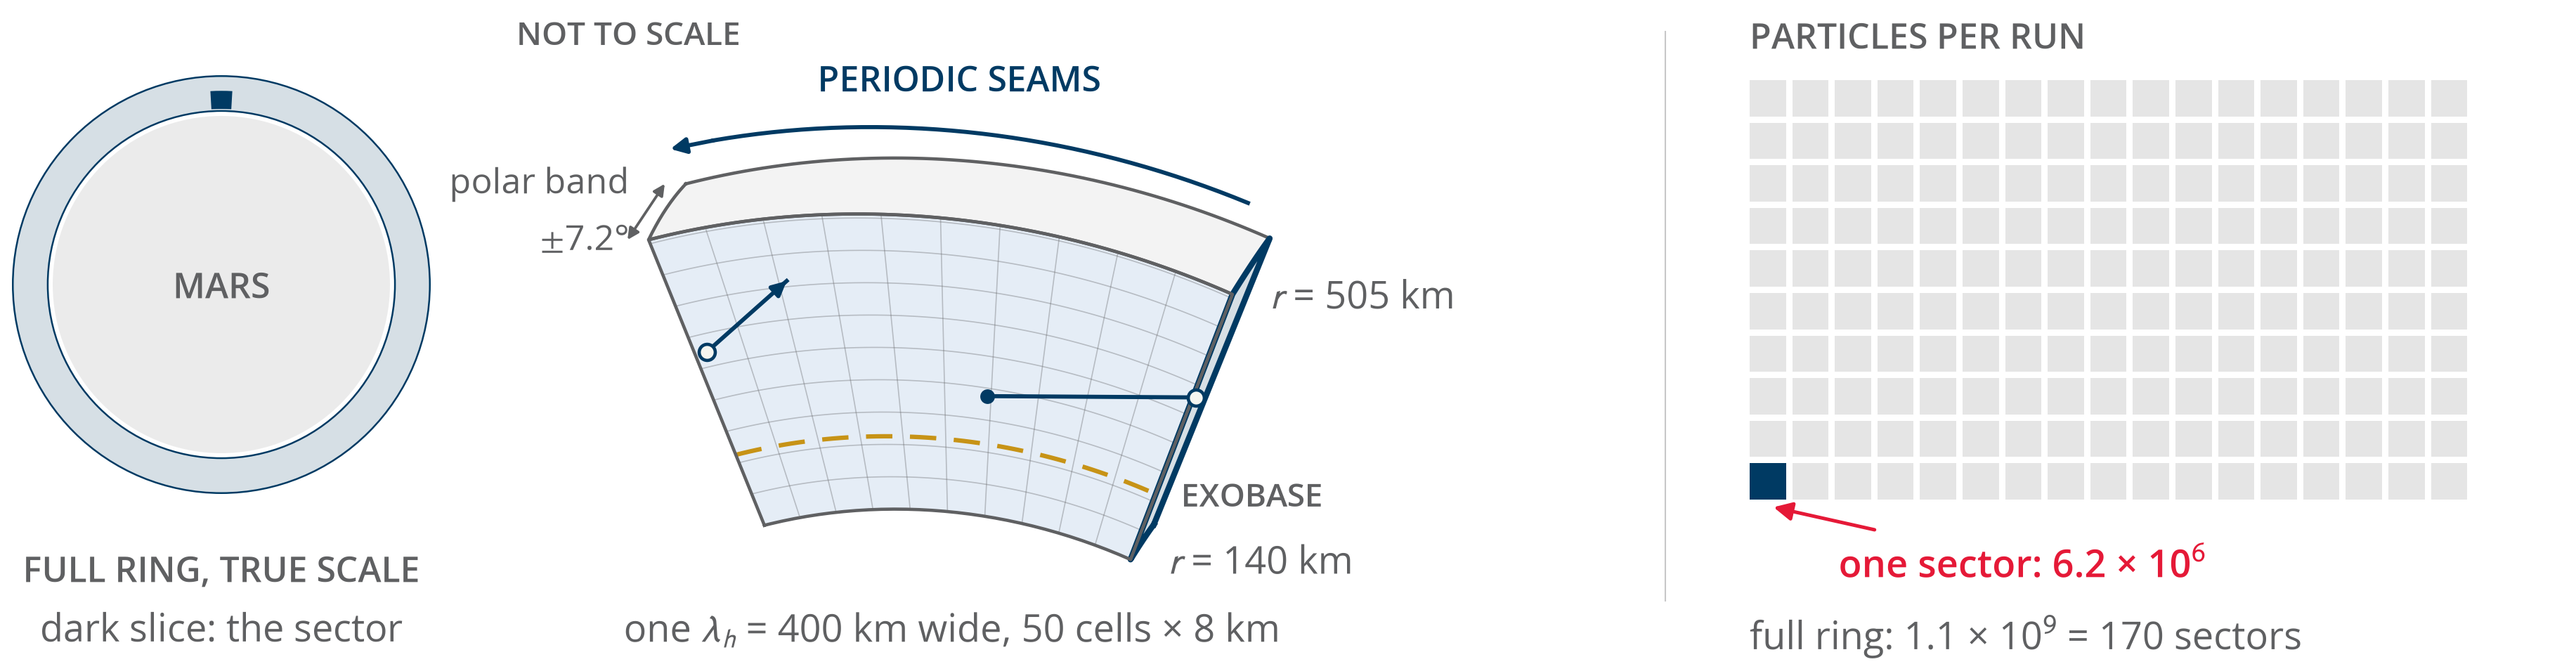 NOT TO SCALE
PERIODIC SEAMS
polar band
±7.2°
MARS
r = 505 km
EXOBASE
r = 140 km
FULL RING, TRUE SCALE
dark slice: the sector
one λₕ = 400 km wide, 50 cells × 8 km
PARTICLES PER RUN
one sector: 6.2 × 10⁶
full ring: 1.1 × 10⁹ = 170 sectors